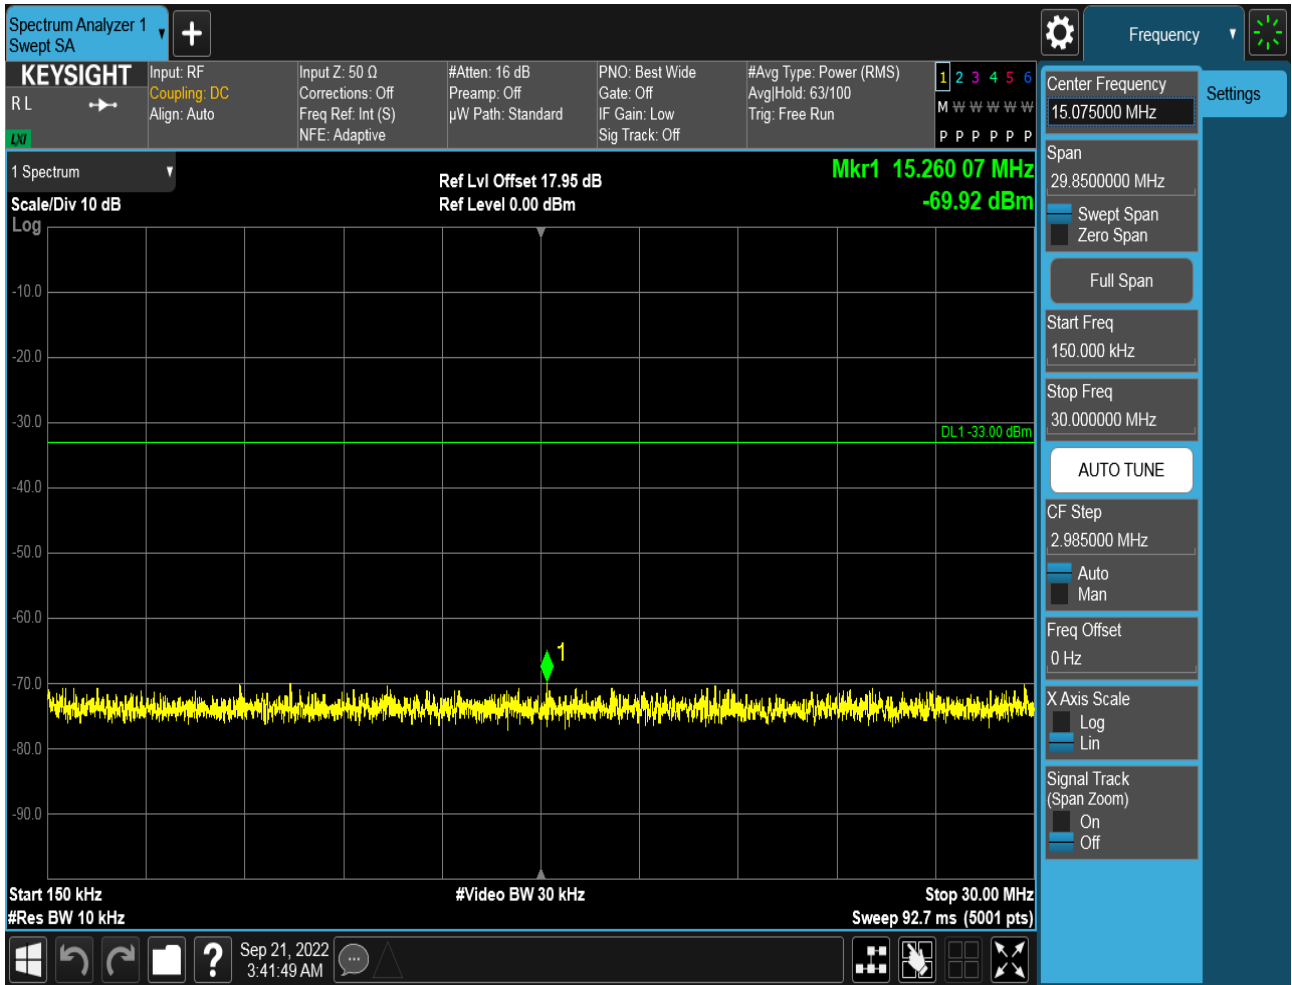 Spectrum Analyzer 1
Swept SA
Frequency
KEYSIGHT
R L
LXI
Input: RF
Coupling: DC
Align: Auto
Input Z: 50 Ω
Corrections: Off
Freq Ref: Int (S)
NFE: Adaptive
#Atten: 16 dB
Preamp: Off
µW Path: Standard
PNO: Best Wide
Gate: Off
IF Gain: Low
Sig Track: Off
#Avg Type: Power (RMS)
Avg|Hold: 63/100
Trig: Free Run
1 2 3 4 5 6
M W W W W W
P P P P P P
1 Spectrum
Scale/Div 10 dB
Log
Ref Lvl Offset 17.95 dB
Ref Level 0.00 dBm
Mkr1 15.260 07 MHz
-69.92 dBm
-10.0
-20.0
-30.0
DL1 -33.00 dBm
-40.0
-50.0
-60.0
1
-70.0
-80.0
-90.0
Start 150 kHz
#Res BW 10 kHz
#Video BW 30 kHz
Stop 30.00 MHz
Sweep 92.7 ms (5001 pts)
Center Frequency
15.075000 MHz
Settings
Span
29.8500000 MHz
Swept Span
Zero Span
Full Span
Start Freq
150.000 kHz
Stop Freq
30.000000 MHz
AUTO TUNE
CF Step
2.985000 MHz
Auto
Man
Freq Offset
0 Hz
X Axis Scale
Log
Lin
Signal Track
(Span Zoom)
On
Off
?
Sep 21, 2022
3:41:49 AM